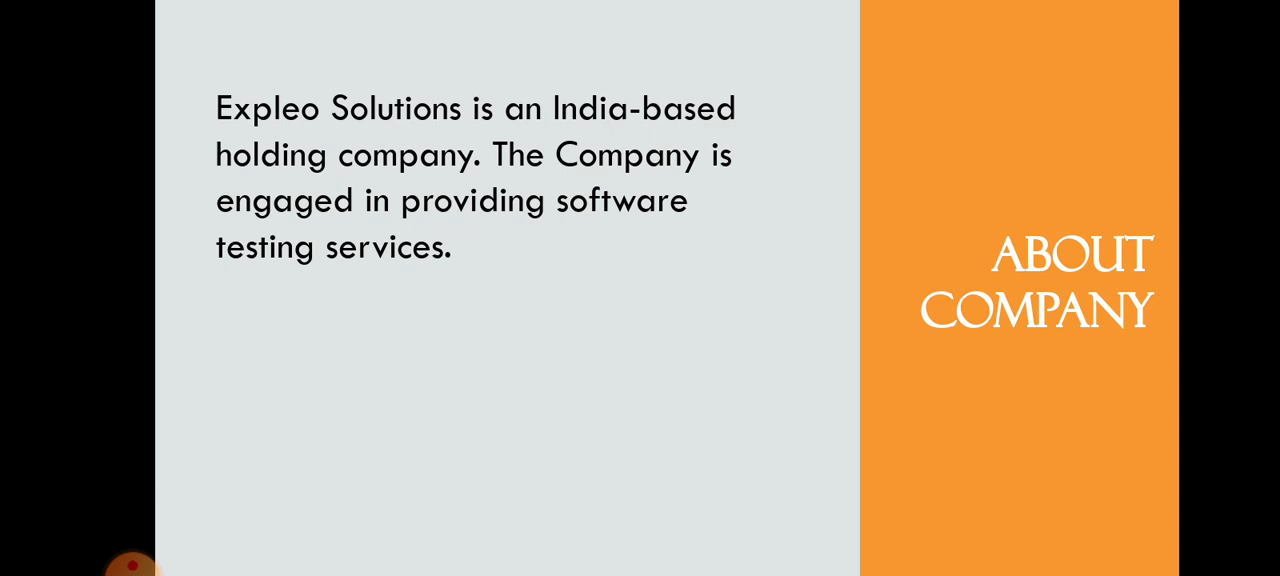 Expleo Solutions is an India-based
holding company. The Company is
engaged in providing software
testing services.
ABOUT
COMPANY